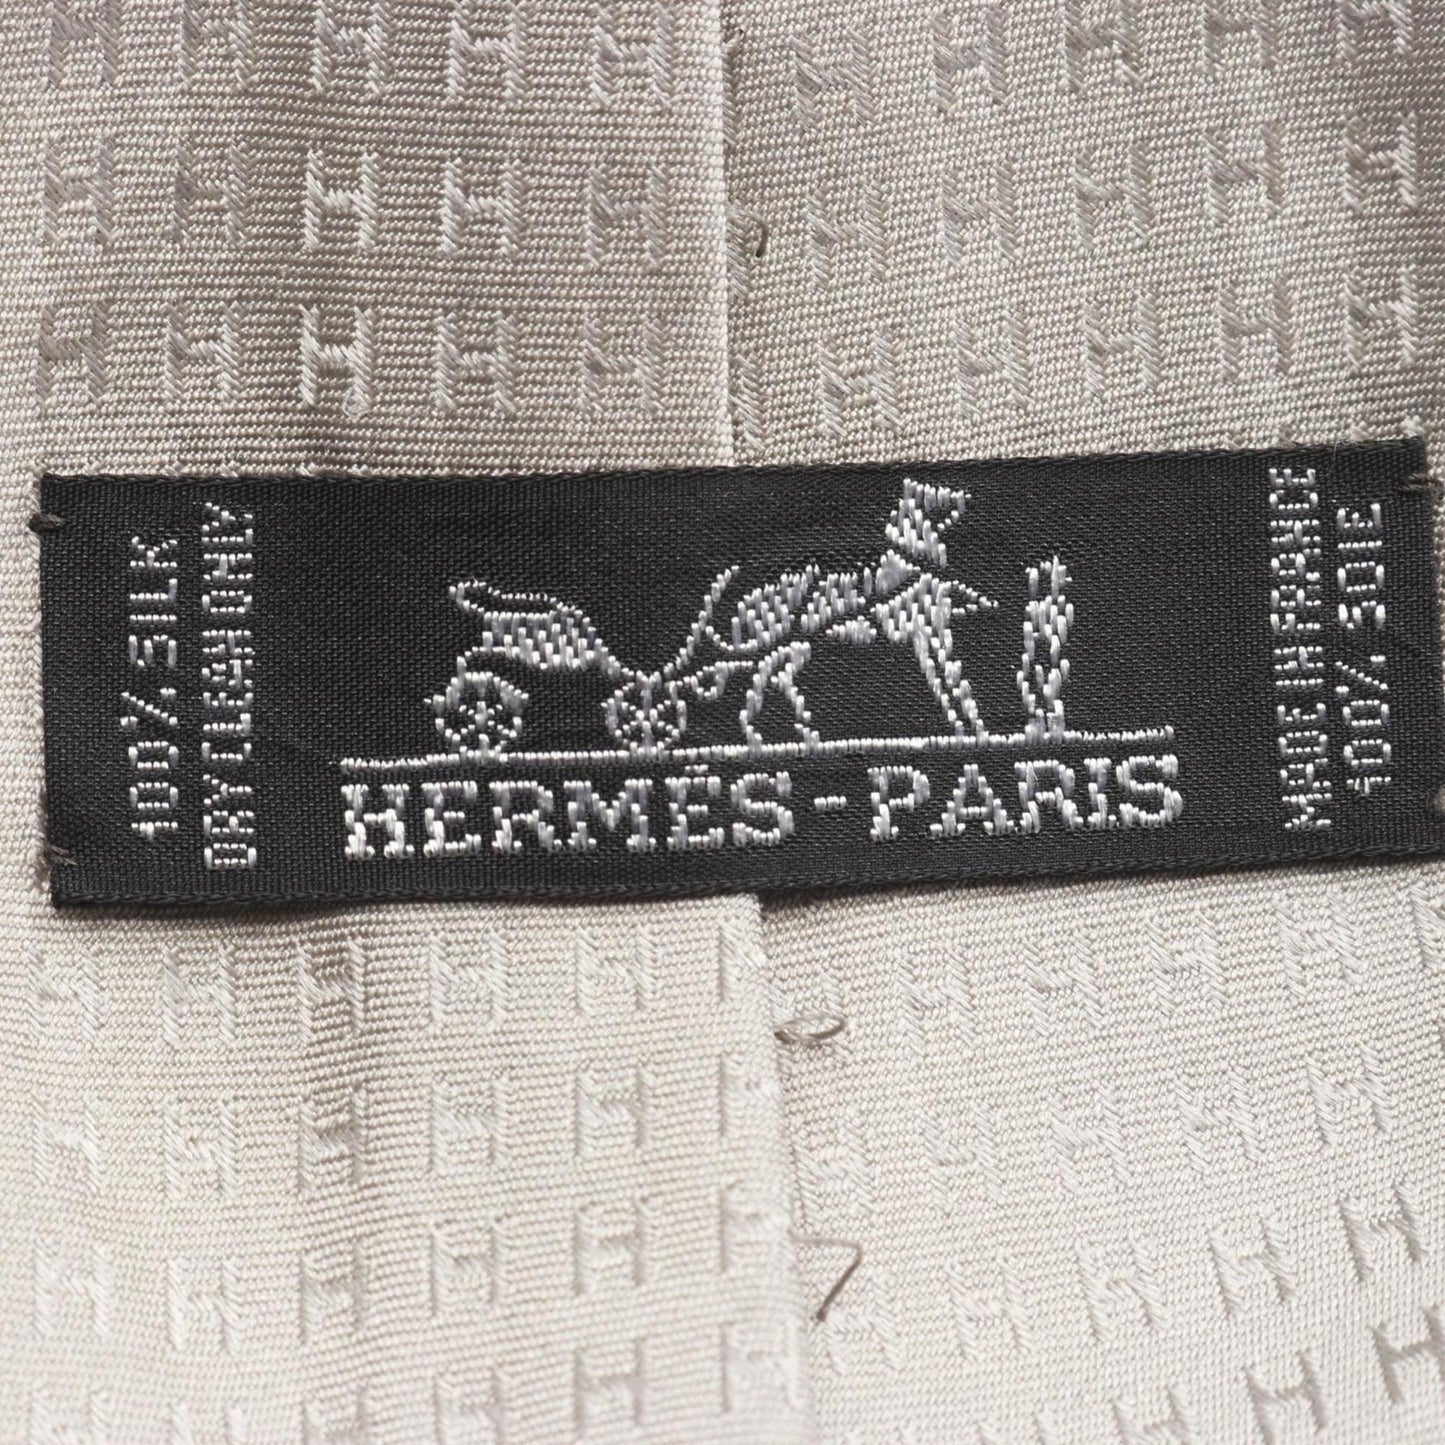 100% SILK
DRY CLEAN ONLY
HERMÈS-PARIS
MADE IN FRANCE
100% SOIE